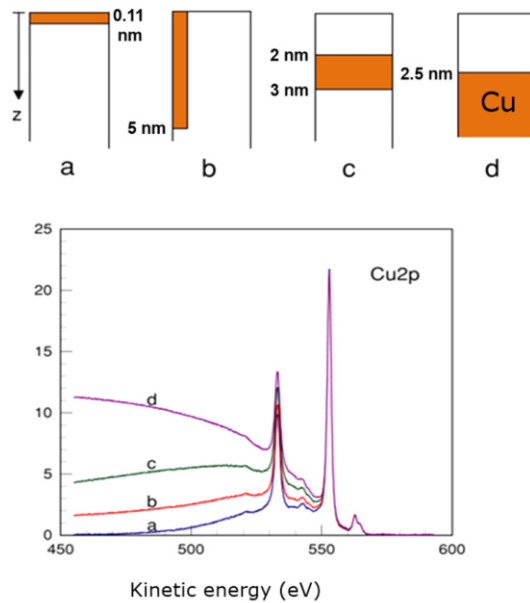 0.11
nm
z
5 nm
2 nm
3 nm
2.5 nm
Cu
a
b
c
d
25
20
15
10
5
0
Cu2p
d
c
b
a
450
500
550
600
Kinetic energy (eV)